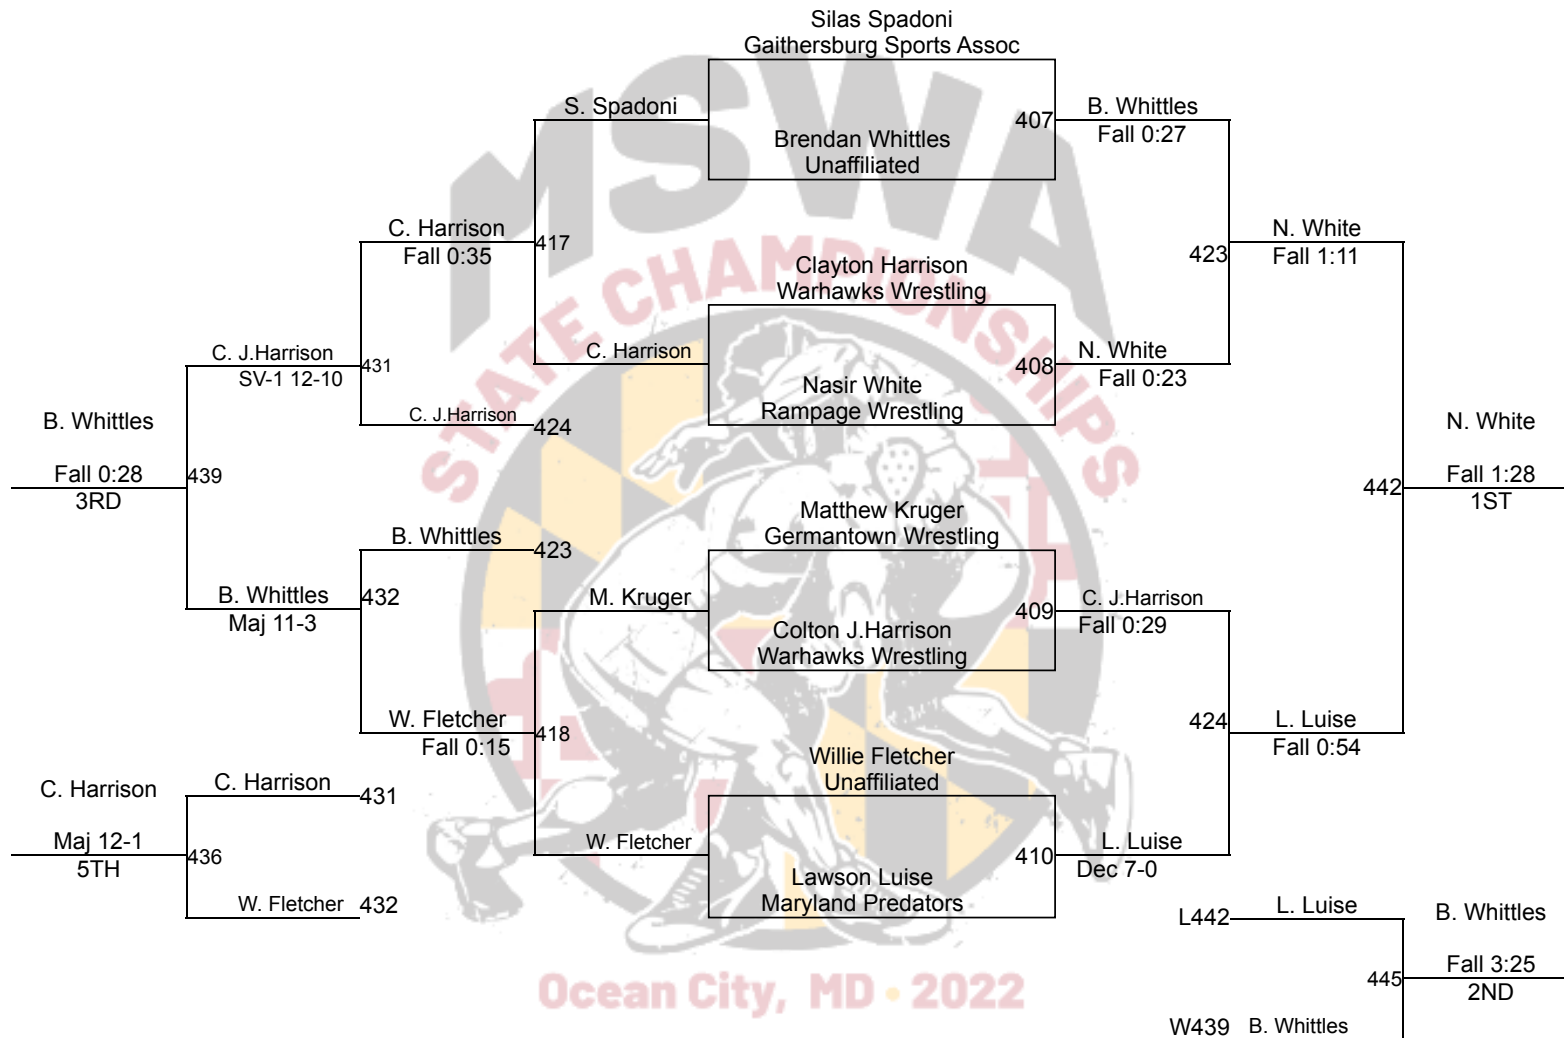 MSWA
STATE CHAMPIONSHIPS
Silas Spadoni
Gaithersburg Sports Assoc
S. Spadoni
407
B. Whittles
Fall 0:27
Brendan Whittles
Unaffiliated
C. Harrison
Fall 0:35
417
423
N. White
Fall 1:11
Clayton Harrison
Warhawks Wrestling
C. J.Harrison
SV-1 12-10
431
C. Harrison
408
N. White
Fall 0:23
Nasir White
Rampage Wrestling
C. J.Harrison
424
B. Whittles
Fall 0:28
3RD
439
N. White
442
Fall 1:28
1ST
Matthew Kruger
Germantown Wrestling
B. Whittles
423
B. Whittles
Maj 11-3
432
M. Kruger
409
C. J.Harrison
Fall 0:29
Colton J.Harrison
Warhawks Wrestling
W. Fletcher
Fall 0:15
418
424
L. Luise
Fall 0:54
Willie Fletcher
Unaffiliated
C. Harrison
C. Harrison
431
Maj 12-1
5TH
436
W. Fletcher
410
L. Luise
Dec 7-0
Lawson Luise
Maryland Predators
W. Fletcher
432
L442
L. Luise
B. Whittles
445
Fall 3:25
2ND
W439
B. Whittles
Ocean City, MD • 2022